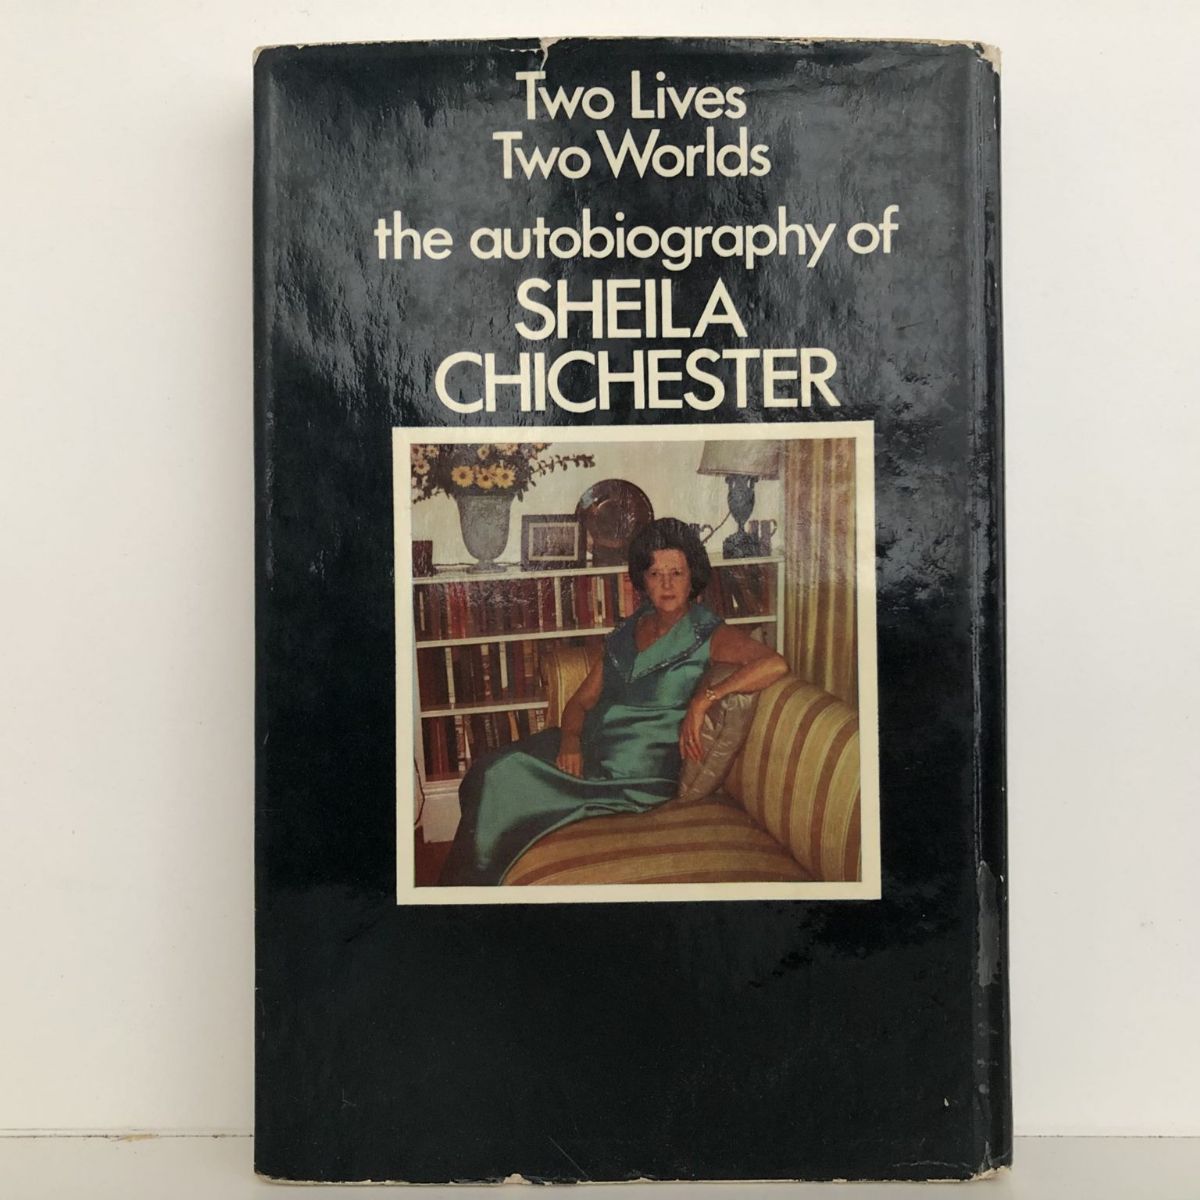 Two Lives
Two Worlds
the autobiography of
SHEILA
CHICHESTER